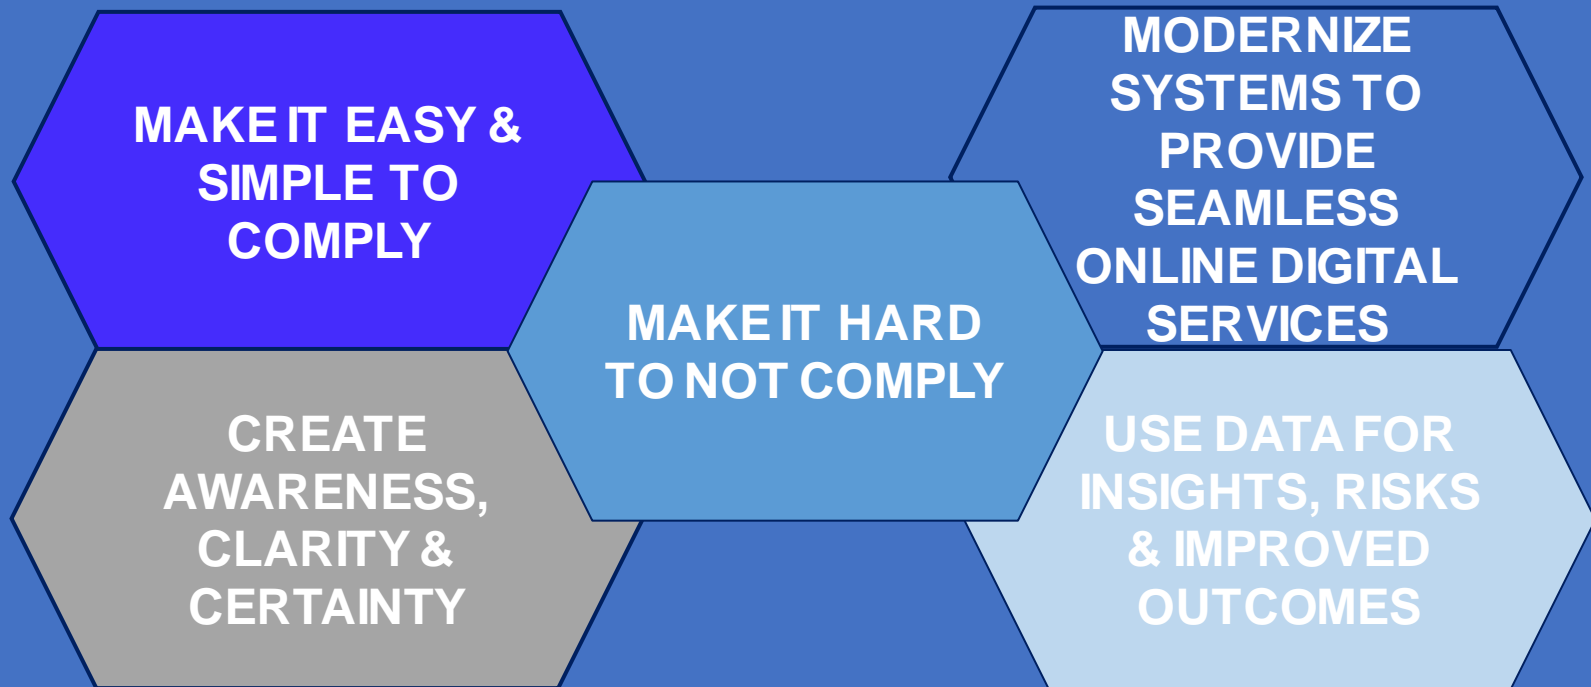 MAKE IT EASY &
SIMPLE TO
COMPLY
MODERNIZE
SYSTEMS TO
PROVIDE
SEAMLESS
ONLINE DIGITAL
SERVICES
MAKE IT HARD
TO NOT COMPLY
CREATE
AWARENESS,
CLARITY &
CERTAINTY
USE DATA FOR
INSIGHTS, RISKS
& IMPROVED
OUTCOMES